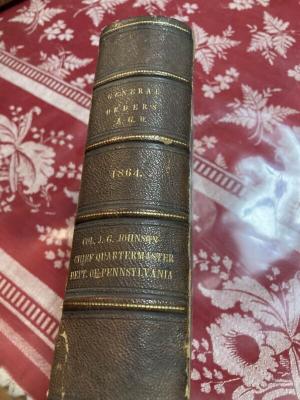 GENERAL
ORDERS
A.G.O.
1864.
COL. J. G. JOHNSON
CHIEF QUARTERMASTER
DEPT. OF PENNSYLVANIA